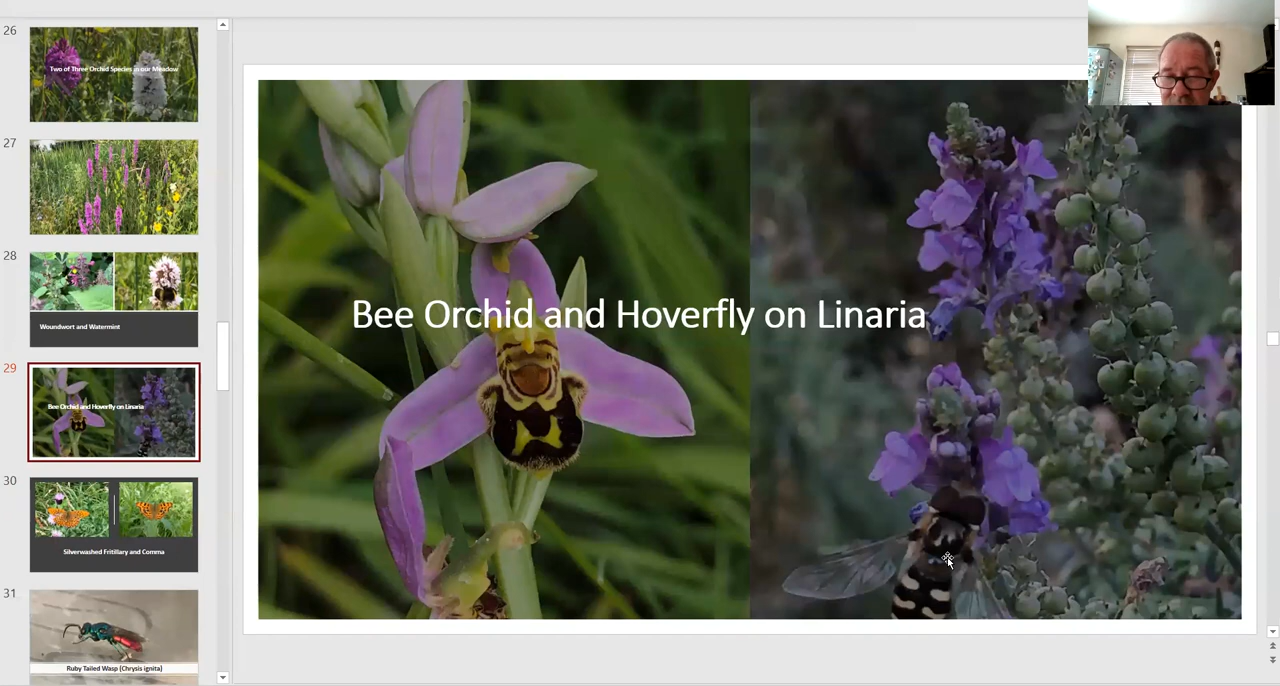 26
Two of Three Orchid Species in our Meadow
27
28
Woundwort and Watermint
29
Bee Orchid and Hoverfly on Linaria
30
Silverwashed Fritillary and Comma
31
Ruby Tailed Wasp (Chrysis ignita)
Bee Orchid and Hoverfly on Linaria